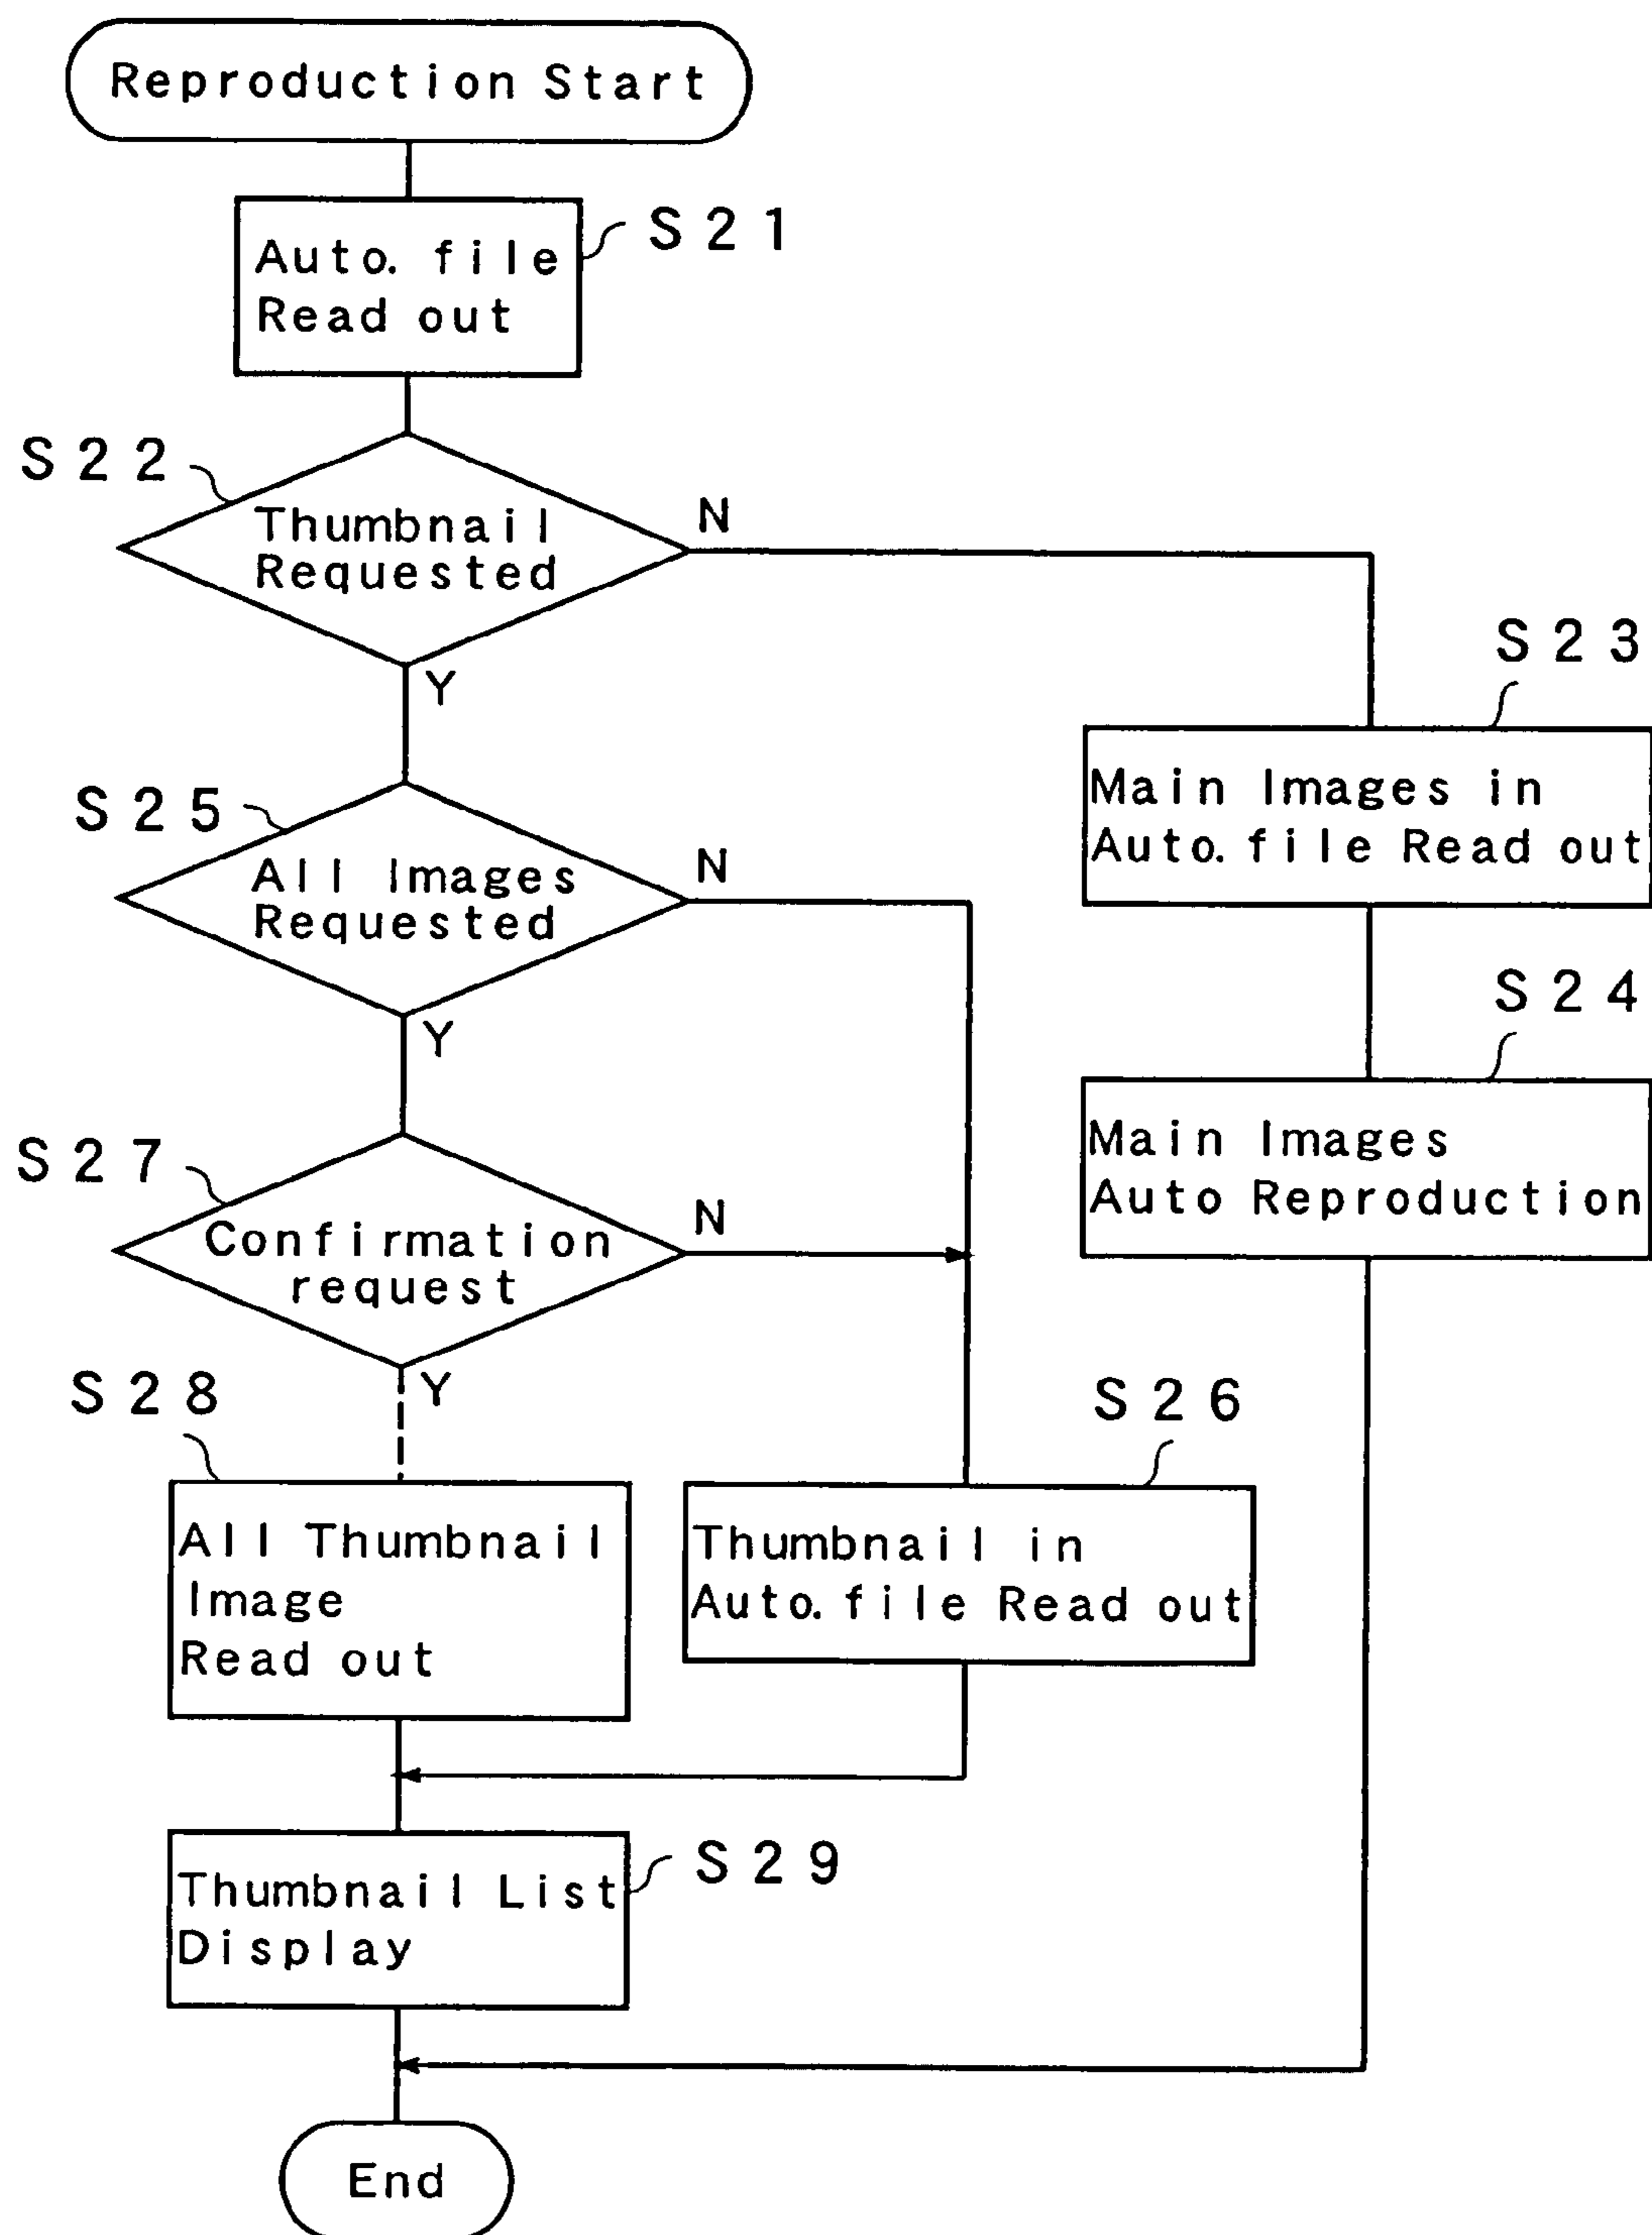 Reproduction Start
S21
Auto. file
Read out
S22
Thumbnail
Requested
N
Y
S23
Main Images in
Auto. file Read out
S25
All Images
Requested
N
Y
S24
Main Images
Auto Reproduction
S27
Confirmation
request
N
Y
S28
All Thumbnail
Image
Read out
S26
Thumbnail in
Auto. file Read out
S29
Thumbnail List
Display
End